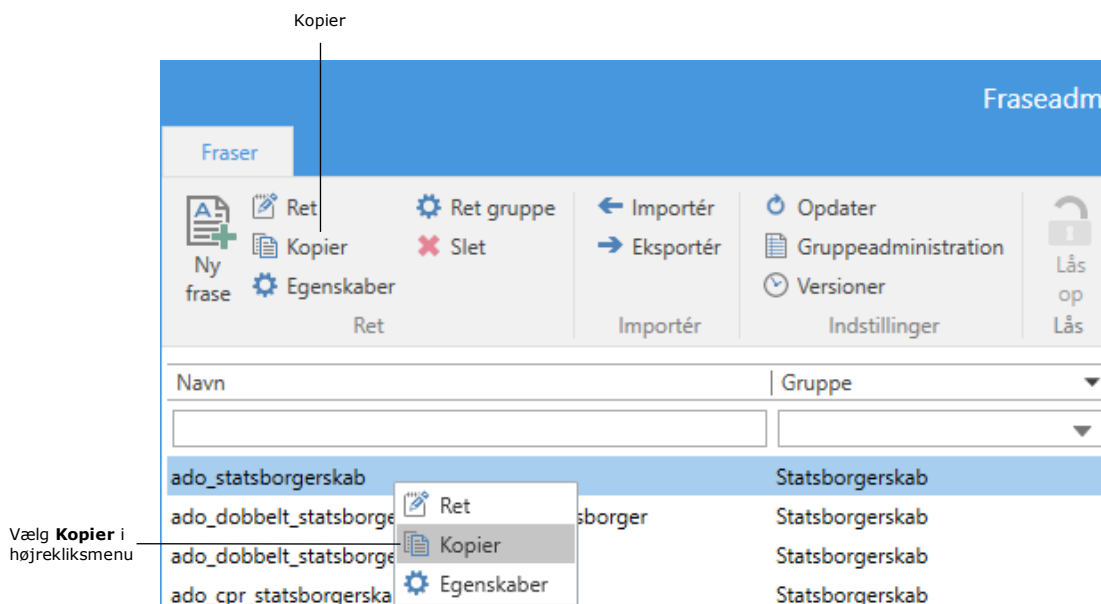 Kopier
Fraseadm
Fraser
Ny
frase
Ret
Kopier
Egenskaber
Ret gruppe
Slet
Ret
Importér
Eksportér
Importér
Opdater
Gruppeadministration
Versioner
Indstillinger
Lås
op
Lås
Navn
Gruppe
ado_statsborgerskab
Statsborgerskab
ado_dobbelt_statsborge
sborger
Statsborgerskab
ado_dobbelt_statsborge
Statsborgerskab
ado_cpr_statsborgerska
Statsborgerskab
Ret
Kopier
Egenskaber
Vælg Kopier i
højrekliksmenu